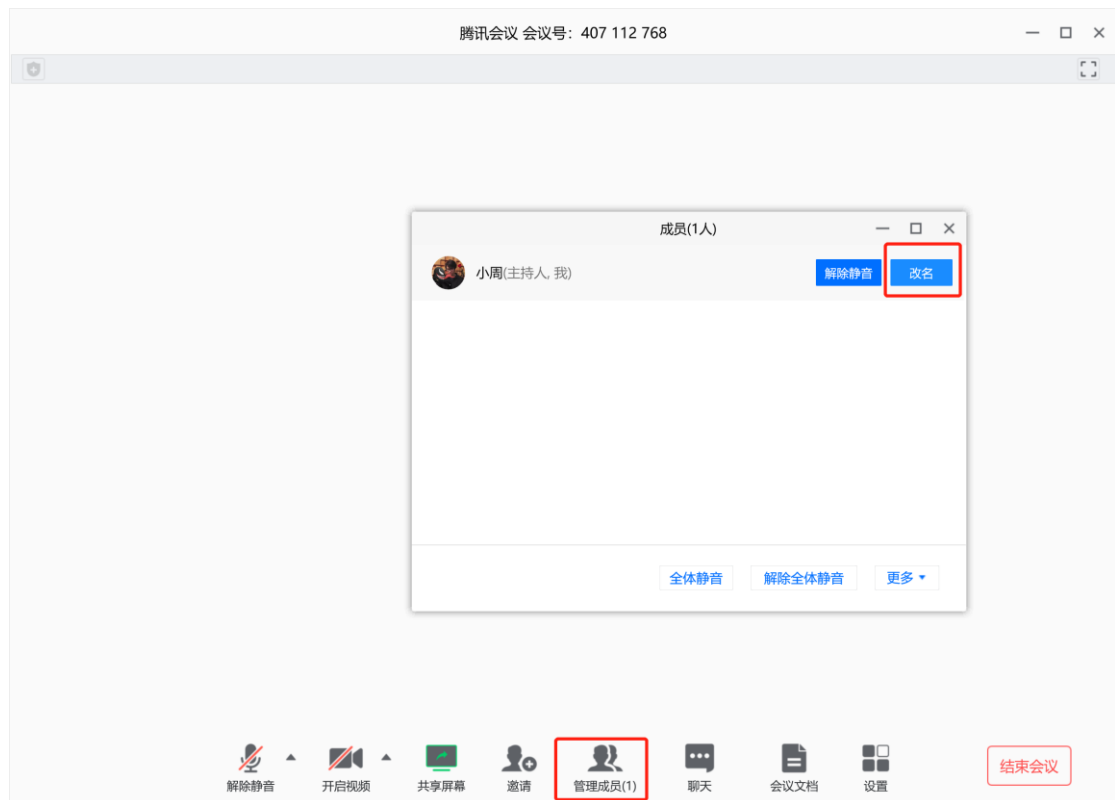 腾讯会议 会议号：407 112 768
成员(1人)
小周(主持人, 我)
解除静音
改名
全体静音
解除全体静音
更多
解除静音
开启视频
共享屏幕
邀请
管理成员(1)
聊天
会议文档
设置
结束会议